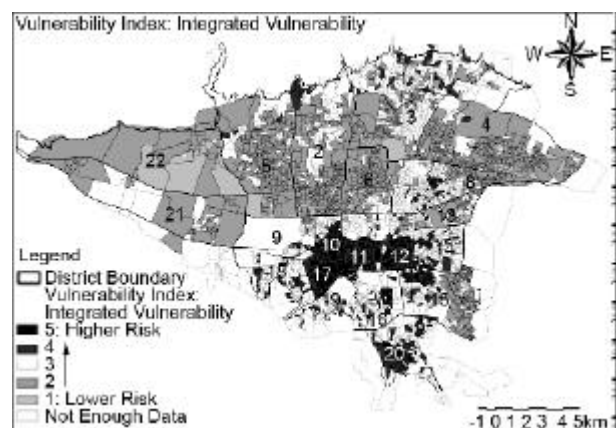 Vulnerability Index: Integrated Vulnerability
N
W E
S
3
4
22
2
5
6
8
21
13
9
10
11 12
17
15
19
16
20
Legend
District Boundary
Vulnerability Index:
Integrated Vulnerability
5: Higher Risk
4
3
2
1: Lower Risk
Not Enough Data
-1 0 1 2 3 4 5km